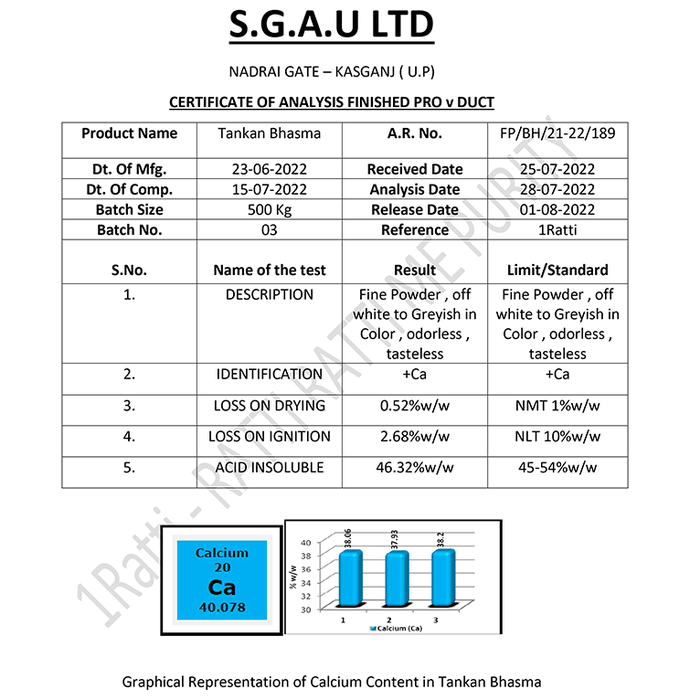 S.G.A.U LTD
NADRAI GATE – KASGANJ ( U.P)
CERTIFICATE OF ANALYSIS FINISHED PRO v DUCT
Product Name Tankan Bhasma A.R. No. FP/BH/21-22/189
Dt. Of Mfg. 23-06-2022 Received Date 25-07-2022
Dt. Of Comp. 15-07-2022 Analysis Date 28-07-2022
Batch Size 500 Kg Release Date 01-08-2022
Batch No. 03 Reference 1Ratti
S.No. Name of the test Result Limit/Standard
1. DESCRIPTION Fine Powder , off Fine Powder , off
white to Greyish in white to Greyish in
Color , odorless , Color , odorless ,
tasteless tasteless
2. IDENTIFICATION +Ca +Ca
3. LOSS ON DRYING 0.52%w/w NMT 1%w/w
4. LOSS ON IGNITION 2.68%w/w NLT 10%w/w
5. ACID INSOLUBLE 46.32%w/w 45-54%w/w
1Ratti - RATTI RATTI ME PURITY
Calcium
20
Ca
40.078
% w/w
40
38
36
34
32
30
38.06 37.93 38.2
1 2 3
Calcium (Ca)
Graphical Representation of Calcium Content in Tankan Bhasma